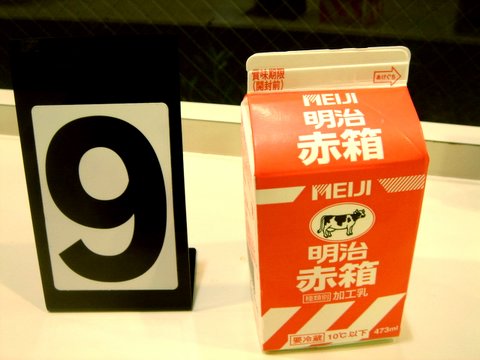 9
賞味期限
(開封前)
あけぐち
MEIJI
明治
赤箱
MEIJI
明治
赤箱
種類別 加工乳
要冷蔵 10℃以下 473ml